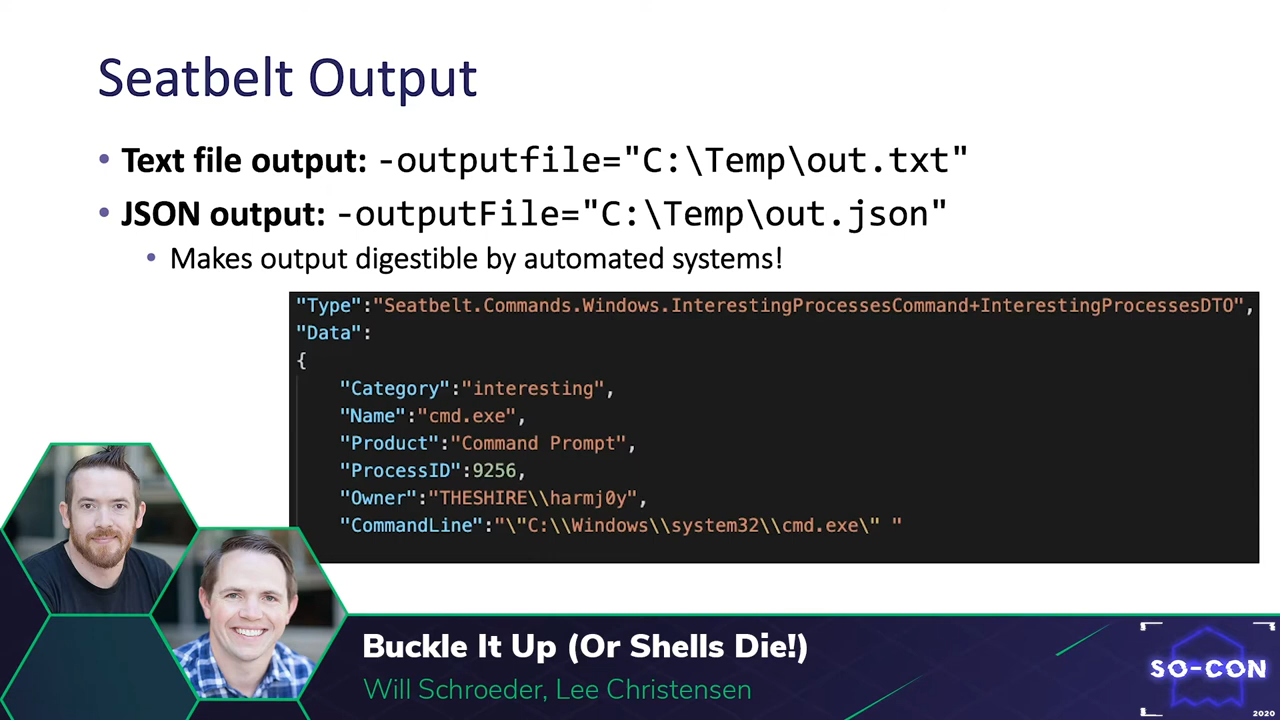 Seatbelt Output
• Text file output: -outputfile="C:\Temp\out.txt"
• JSON output: -outputFile="C:\Temp\out.json"
• Makes output digestible by automated systems!
"Type":"Seatbelt.Commands.Windows.InterestingProcessesCommand+InterestingProcessesDTO",
"Data":
{
"Category":"interesting",
"Name":"cmd.exe",
"Product":"Command Prompt",
"ProcessID":9256,
"Owner":"THESHIRE\\harmj0y",
"CommandLine":"\"C:\\Windows\\system32\\cmd.exe\" "
Buckle It Up (Or Shells Die!)
Will Schroeder, Lee Christensen
SO-CON
2020